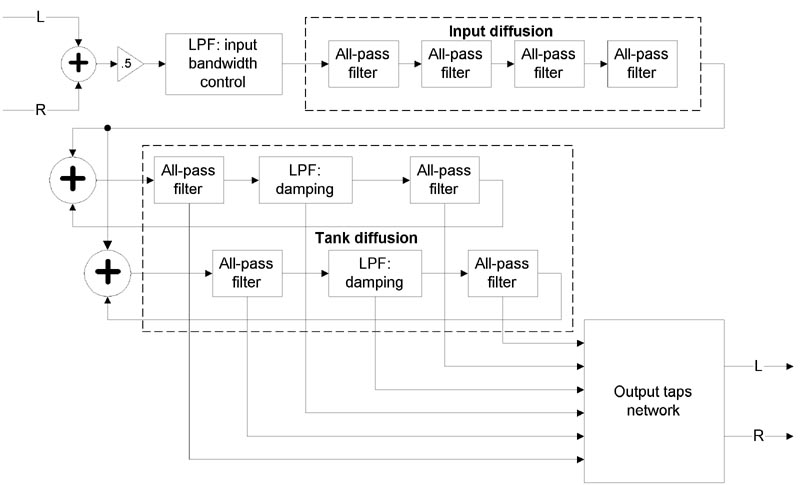 L
R
+
.5
LPF: input
bandwidth
control
Input diffusion
All-pass
filter
All-pass
filter
All-pass
filter
All-pass
filter
+
All-pass
filter
LPF:
damping
All-pass
filter
Tank diffusion
+
All-pass
filter
LPF:
damping
All-pass
filter
Output taps
network
L
R